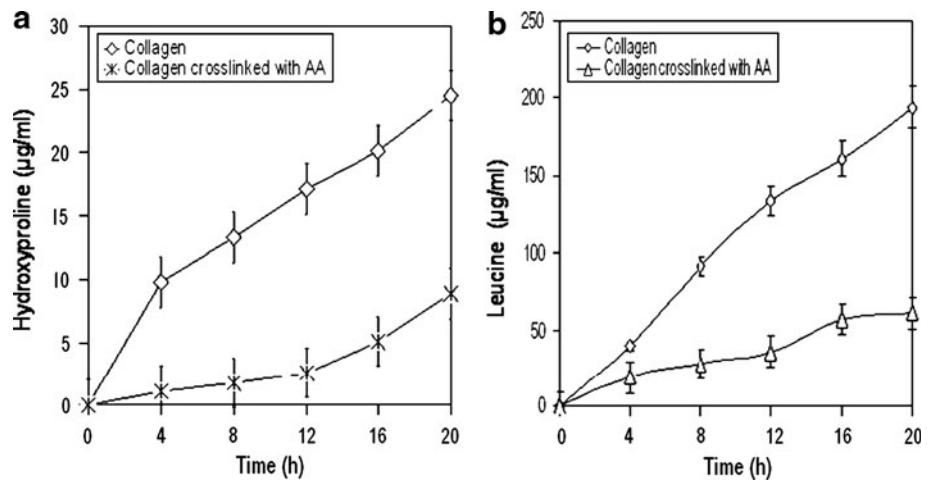 a
30
25
20
15
10
5
0
Hydroxyproline (µg/ml)
Collagen
Collagen crosslinked with AA
0 4 8 12 16 20
Time (h)
b
250
200
150
100
50
0
Leucine (µg/ml)
Collagen
Collagen crosslinked with AA
0 4 8 12 16 20
Time (h)